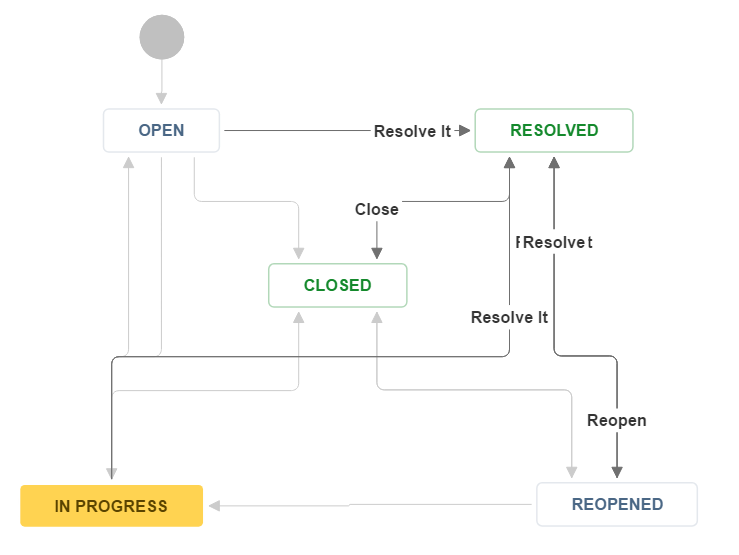 OPEN
Resolve It
RESOLVED
Close
Resolve
CLOSED
Resolve It
Reopen
IN PROGRESS
REOPENED